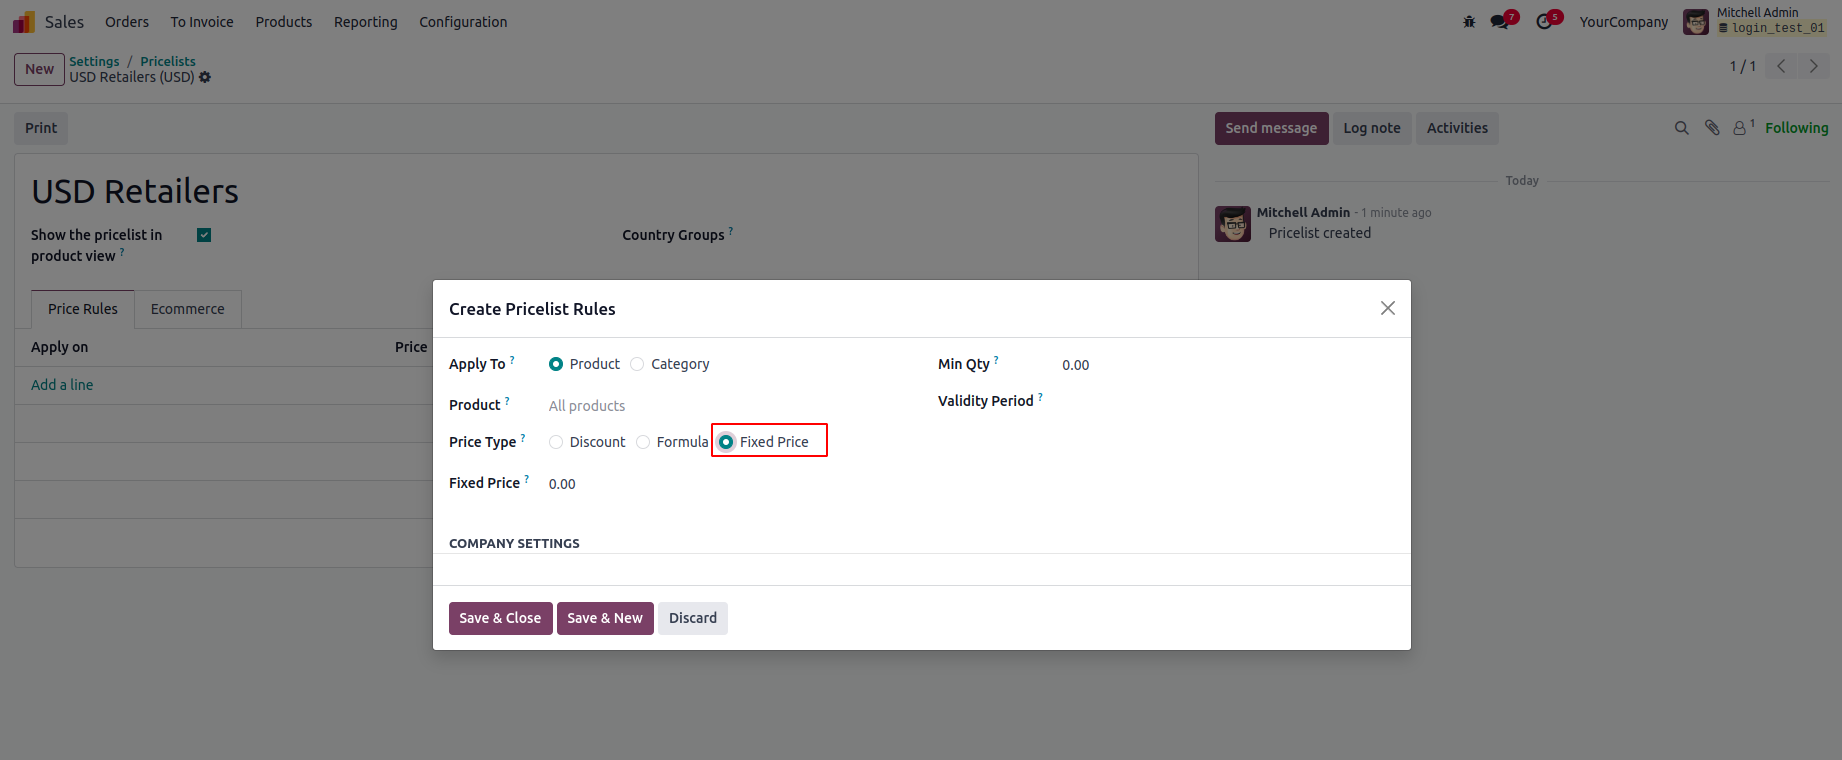 Sales Orders To Invoice Products Reporting Configuration 7 5 YourCompany Mitchell Admin
login_test_01
New Settings / Pricelists
USD Retailers (USD)
1 / 1
Print Send message Log note Activities 1 Following
USD Retailers
Today
Show the pricelist in
product view ?
Country Groups ?
Mitchell Admin - 1 minute ago
Pricelist created
Price Rules Ecommerce
Apply on Price
Add a line
Create Pricelist Rules
Apply To ? Product Category
Min Qty ? 0.00
Product ? All products
Validity Period ?
Price Type ? Discount Formula Fixed Price
Fixed Price ? 0.00
COMPANY SETTINGS
Save & Close Save & New Discard